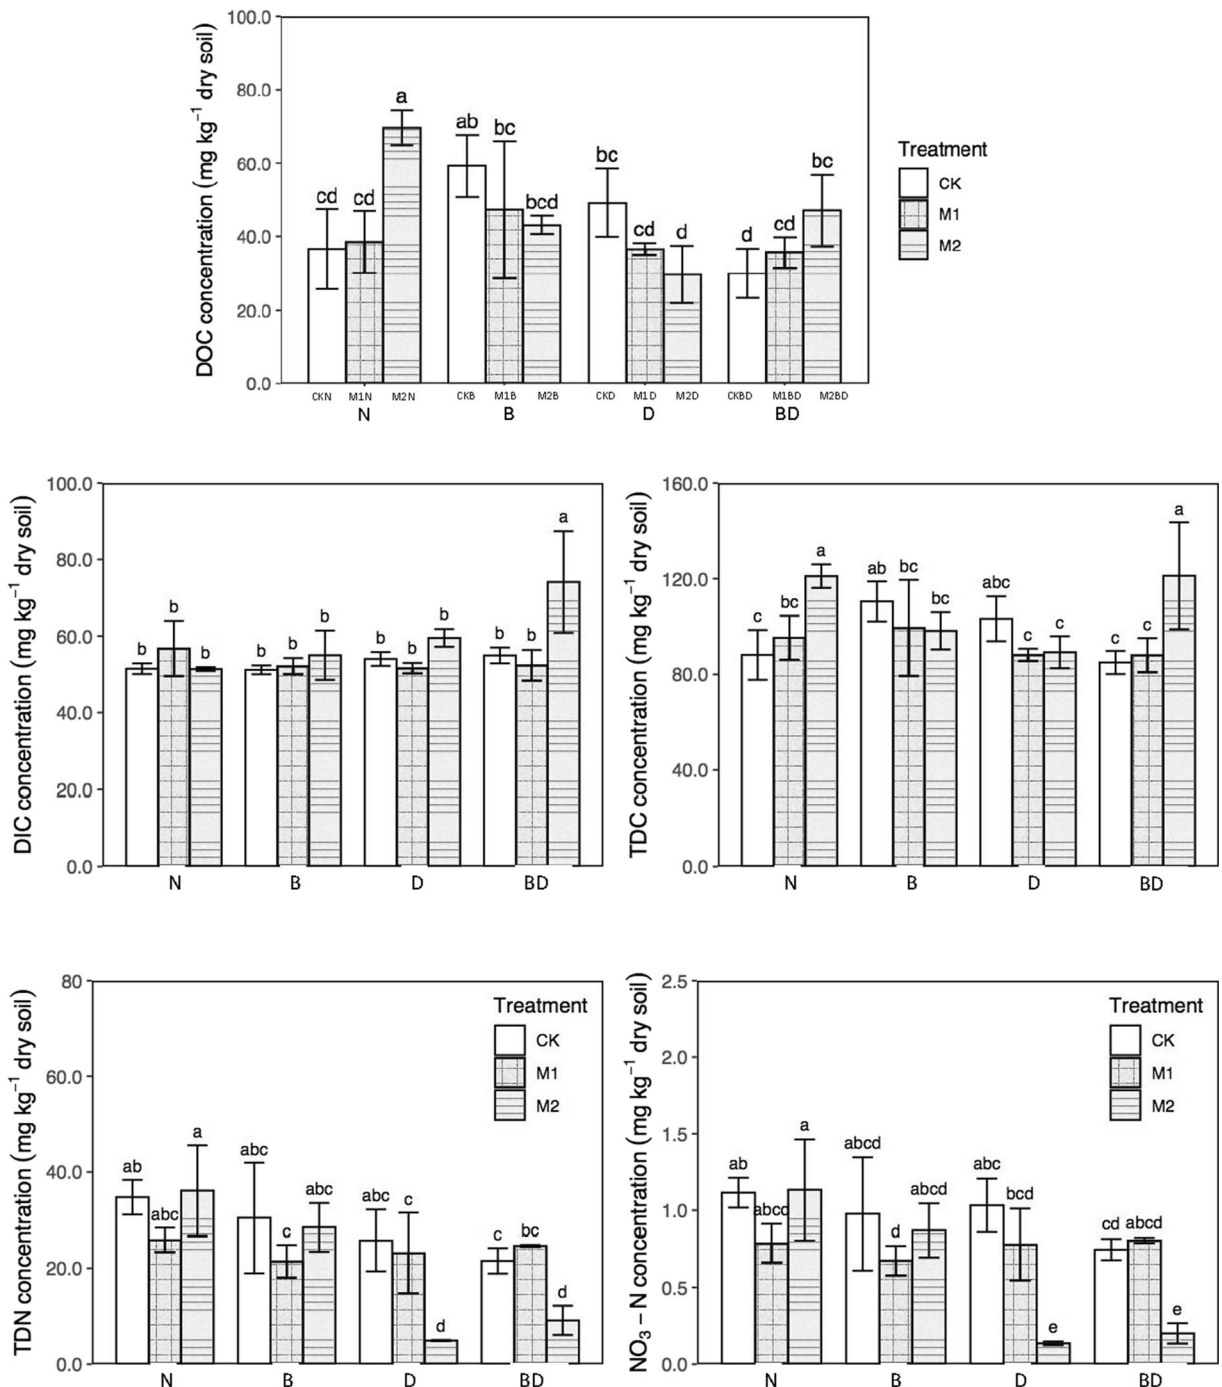 DOC concentration (mg kg⁻¹ dry soil)
100.0
80.0
60.0
40.0
20.0
0.0
cd cd a ab bc bcd bc cd d d cd bc
CKN M1N M2N CKB M1B M2B CKD M1D M2D CKBD M1BD M2BD
N B D BD
Treatment
CK
M1
M2
DIC concentration (mg kg⁻¹ dry soil)
100.0
80.0
60.0
40.0
20.0
0.0
b b b b b b b b b b b a
N B D BD
TDC concentration (mg kg⁻¹ dry soil)
160.0
120.0
80.0
40.0
0.0
c bc a ab bc bc abc c c c c a
N B D BD
TDN concentration (mg kg⁻¹ dry soil)
80
60.0
40.0
20.0
0.0
ab abc a abc c abc abc c d c bc d
N B D BD
Treatment
CK
M1
M2
NO₃ – N concentration (mg kg⁻¹ dry soil)
2.5
2.0
1.5
1.0
0.5
0.0
ab abcd a abcd d abcd abc bcd e cd abcd e
N B D BD
Treatment
CK
M1
M2